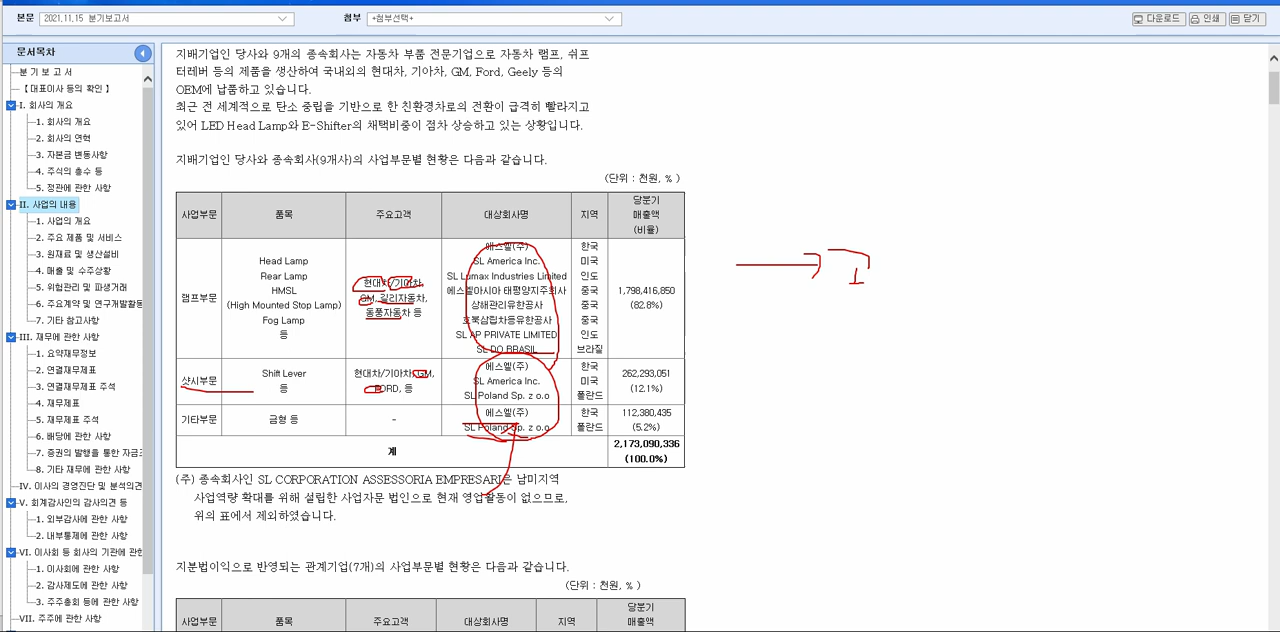 본문 2021.11.15 분기보고서
첨부 +첨부선택+
다운로드 인쇄 닫기
문서목차
분 기 보 고 서
【 대표이사 등의 확인 】
I. 회사의 개요
1. 회사의 개요
2. 회사의 연혁
3. 자본금 변동사항
4. 주식의 총수 등
5. 정관에 관한 사항
II. 사업의 내용
1. 사업의 개요
2. 주요 제품 및 서비스
3. 원재료 및 생산설비
4. 매출 및 수주상황
5. 위험관리 및 파생거래
6. 주요계약 및 연구개발활동
7. 기타 참고사항
III. 재무에 관한 사항
1. 요약재무정보
2. 연결재무제표
3. 연결재무제표 주석
4. 재무제표
5. 재무제표 주석
6. 배당에 관한 사항
7. 증권의 발행을 통한 자금조
8. 기타 재무에 관한 사항
IV. 이사의 경영진단 및 분석의견
V. 회계감사인의 감사의견 등
1. 외부감사에 관한 사항
2. 내부통제에 관한 사항
VI. 이사회 등 회사의 기관에 관한
1. 이사회에 관한 사항
2. 감사제도에 관한 사항
3. 주주총회 등에 관한 사항
VII. 주주에 관한 사항
지배기업인 당사와 9개의 종속회사는 자동차 부품 전문기업으로 자동차 램프, 쉬프
터레버 등의 제품을 생산하여 국내외의 현대차, 기아차, GM, Ford, Geely 등의
OEM에 납품하고 있습니다.
최근 전 세계적으로 탄소 중립을 기반으로 한 친환경차로의 전환이 급격히 빨라지고
있어 LED Head Lamp와 E-Shifter의 채택비중이 점차 상승하고 있는 상황입니다.
지배기업인 당사와 종속회사(9개사)의 사업부문별 현황은 다음과 같습니다.
(단위 : 천원, % )
사업부문 품목 주요고객 대상회사명 지역 당분기 매출액 (비율)
램프부문
Head Lamp
Rear Lamp
HMSL
(High Mounted Stop Lamp)
Fog Lamp
등
현대차/기아차,
GM, 길리자동차,
동풍자동차 등
에스엘(주) 한국
SL America Inc. 미국
SL Lumax Industries Limited 인도
에스엘아시아 태평양지주회사 중국
상해관리유한공사 중국
호북삼립차등유한공사 중국
SL AP PRIVATE LIMITED 인도
SL DO BRASIL 브라질
1,798,416,850
(82.8%)
샷시부문
Shift Lever
등
현대차/기아차, GM,
FORD, 등
에스엘(주) 한국
SL America Inc. 미국
SL Poland Sp. z o.o 폴란드
262,293,051
(12.1%)
기타부문 금형 등 -
에스엘(주) 한국
SL Poland Sp. z o.o 폴란드
112,380,435
(5.2%)
계
2,173,090,336
(100.0%)
(주) 종속회사인 SL CORPORATION ASSESSORIA EMPRESARI은 남미지역
사업역량 확대를 위해 설립한 사업자문 법인으로 현재 영업활동이 없으므로,
위의 표에서 제외하였습니다.
지분법이익으로 반영되는 관계기업(7개)의 사업부문별 현황은 다음과 같습니다.
(단위 : 천원, % )
사업부문 품목 주요고객 대상회사명 지역 당분기 매출액